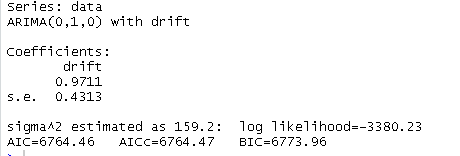 Series: data
ARIMA(0,1,0) with drift
Coefficients:
drift
0.9711
s.e. 0.4313
sigma^2 estimated as 159.2: log likelihood=-3380.23
AIC=6764.46 AICc=6764.47 BIC=6773.96
>